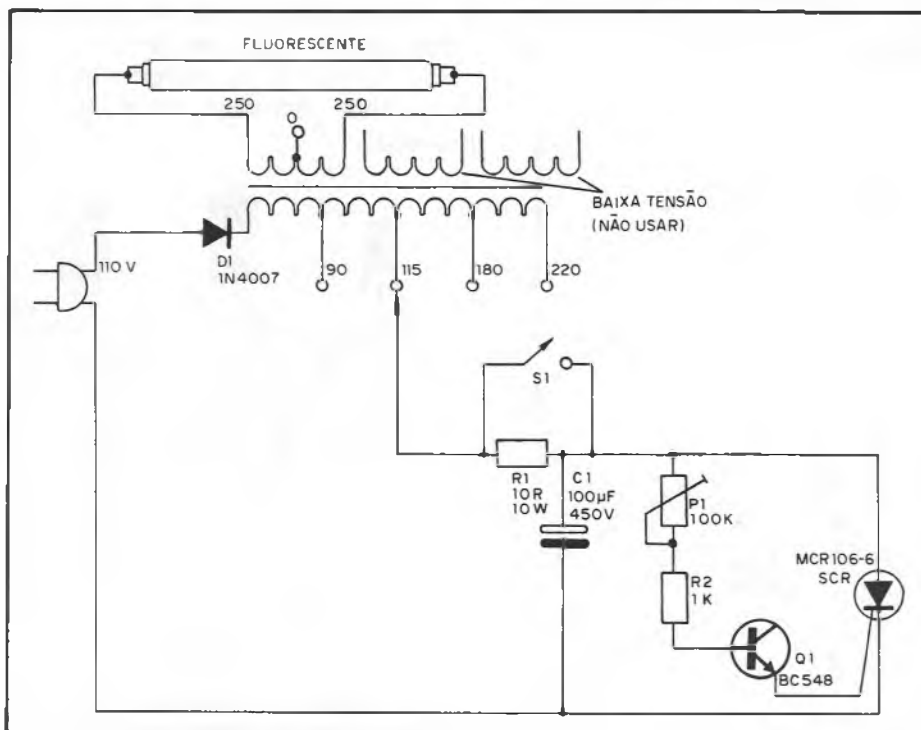 FLUORESCENTE
250
250
0
BAIXA TENSÃO
(NÃO USAR)
110 V
D1
1N4007
90
115
180
220
S1
R1
10R
10W
C1
100µF
450V
P1
100K
R2
1K
MCR106-6
SCR
Q1
BC548